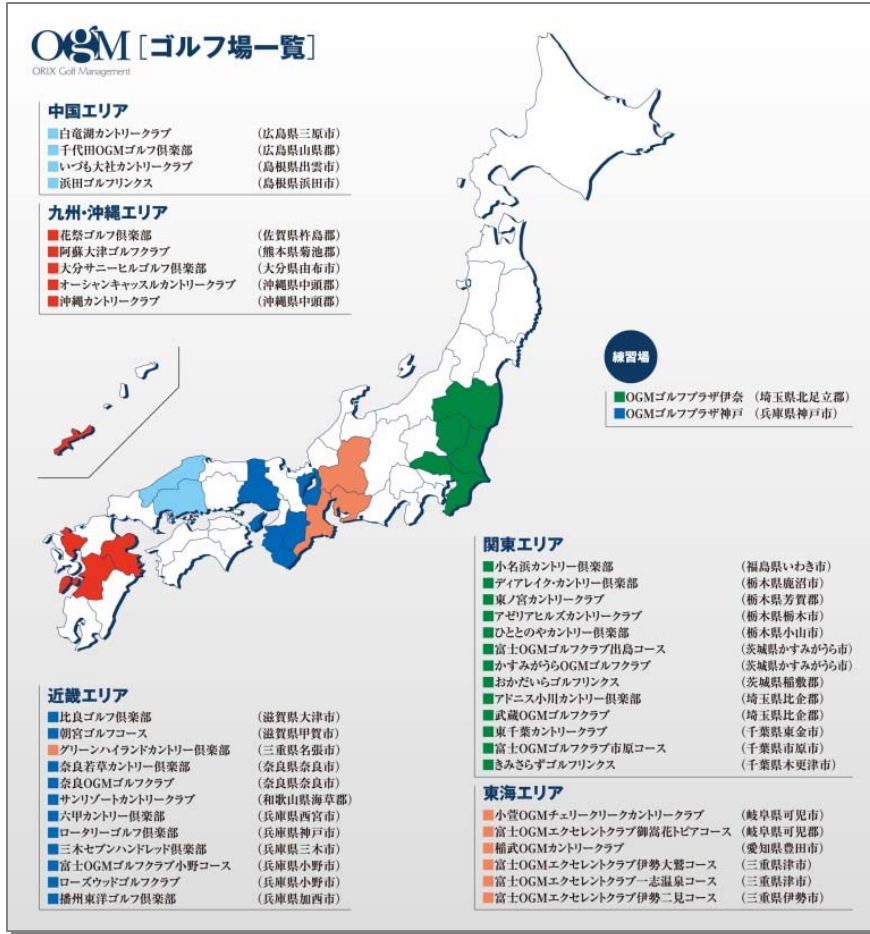 OGM [ゴルフ場一覧]
ORIX Golf Management
中国エリア
白竜湖カントリークラブ (広島県三原市)
千代田OGMゴルフ倶楽部 (広島県山県郡)
いづも大社カントリークラブ (島根県出雲市)
浜田ゴルフリンクス (島根県浜田市)
九州・沖縄エリア
花祭ゴルフ倶楽部 (佐賀県杵島郡)
阿蘇大津ゴルフクラブ (熊本県菊池郡)
大分サニーヒルゴルフ倶楽部 (大分県由布市)
オーシャンキャッスルカントリークラブ (沖縄県中頭郡)
沖縄カントリークラブ (沖縄県中頭郡)
練習場
OGMゴルフプラザ伊奈 (埼玉県北足立郡)
OGMゴルフプラザ神戸 (兵庫県神戸市)
関東エリア
小名浜カントリー倶楽部 (福島県いわき市)
ディアレイク・カントリー倶楽部 (栃木県鹿沼市)
東ノ宮カントリークラブ (栃木県芳賀郡)
アゼリアヒルズカントリークラブ (栃木県栃木市)
ひととのやカントリー倶楽部 (栃木県小山市)
富士OGMゴルフクラブ出島コース (茨城県かすみがうら市)
かすみがうらOGMゴルフクラブ (茨城県かすみがうら市)
おかだいらゴルフリンクス (茨城県稲敷郡)
アドニス小川カントリー倶楽部 (埼玉県比企郡)
武蔵OGMゴルフクラブ (埼玉県比企郡)
東千葉カントリークラブ (千葉県東金市)
富士OGMゴルフクラブ市原コース (千葉県市原市)
きみさらずゴルフリンクス (千葉県木更津市)
近畿エリア
比良ゴルフ倶楽部 (滋賀県大津市)
朝宮ゴルフコース (滋賀県甲賀市)
グリーンハイランドカントリー倶楽部 (三重県名張市)
奈良若草カントリー倶楽部 (奈良県奈良市)
奈良OGMゴルフクラブ (奈良県奈良市)
サンリゾートカントリークラブ (和歌山県海草郡)
六甲カントリー倶楽部 (兵庫県西宮市)
ロータリーゴルフ倶楽部 (兵庫県神戸市)
三木セブンハンドレッド倶楽部 (兵庫県三木市)
富士OGMゴルフクラブ小野コース (兵庫県小野市)
ローズウッドゴルフクラブ (兵庫県小野市)
播州東洋ゴルフ倶楽部 (兵庫県加西市)
東海エリア
小萱OGMチェリークリークカントリークラブ (岐阜県可児市)
富士OGMエクセレントクラブ御嵩花トピアコース (岐阜県可児郡)
稲武OGMカントリークラブ (愛知県豊田市)
富士OGMエクセレントクラブ伊勢大鷲コース (三重県津市)
富士OGMエクセレントクラブ一志温泉コース (三重県津市)
富士OGMエクセレントクラブ伊勢二見コース (三重県伊勢市)